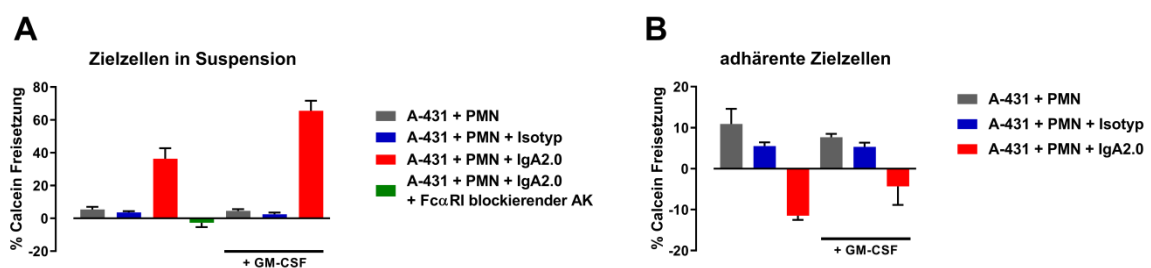 A
Zielzellen in Suspension
% Calcein Freisetzung
80
60
40
20
0
-20
+ GM-CSF
A-431 + PMN
A-431 + PMN + Isotyp
A-431 + PMN + IgA2.0
A-431 + PMN + IgA2.0
+ FcαRI blockierender AK
B
adhärente Zielzellen
% Calcein Freisetzung
20
10
0
-10
-20
+ GM-CSF
A-431 + PMN
A-431 + PMN + Isotyp
A-431 + PMN + IgA2.0